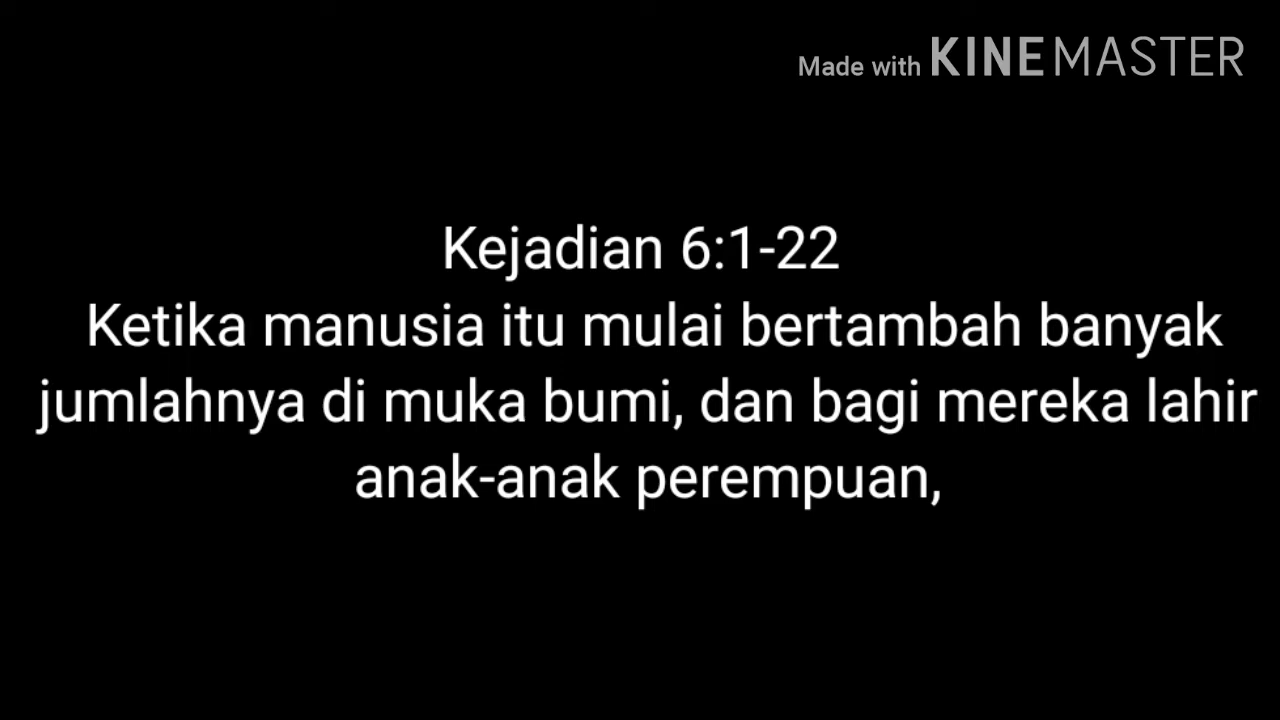 Made with KINEMASTER
Kejadian 6:1-22
Ketika manusia itu mulai bertambah banyak
jumlahnya di muka bumi, dan bagi mereka lahir
anak-anak perempuan,